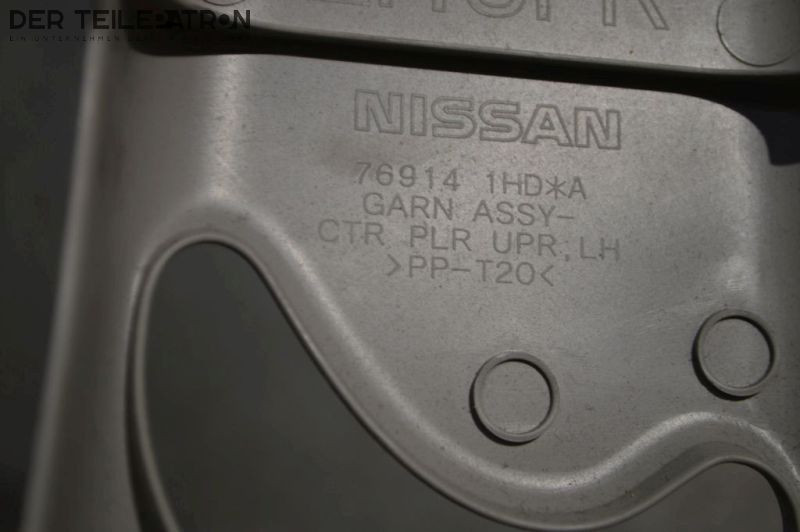 DER TEILEPATRON
NISSAN
76914 1HD*A
GARN ASSY-
CTR PLR UPR, LH
>PP-T20<